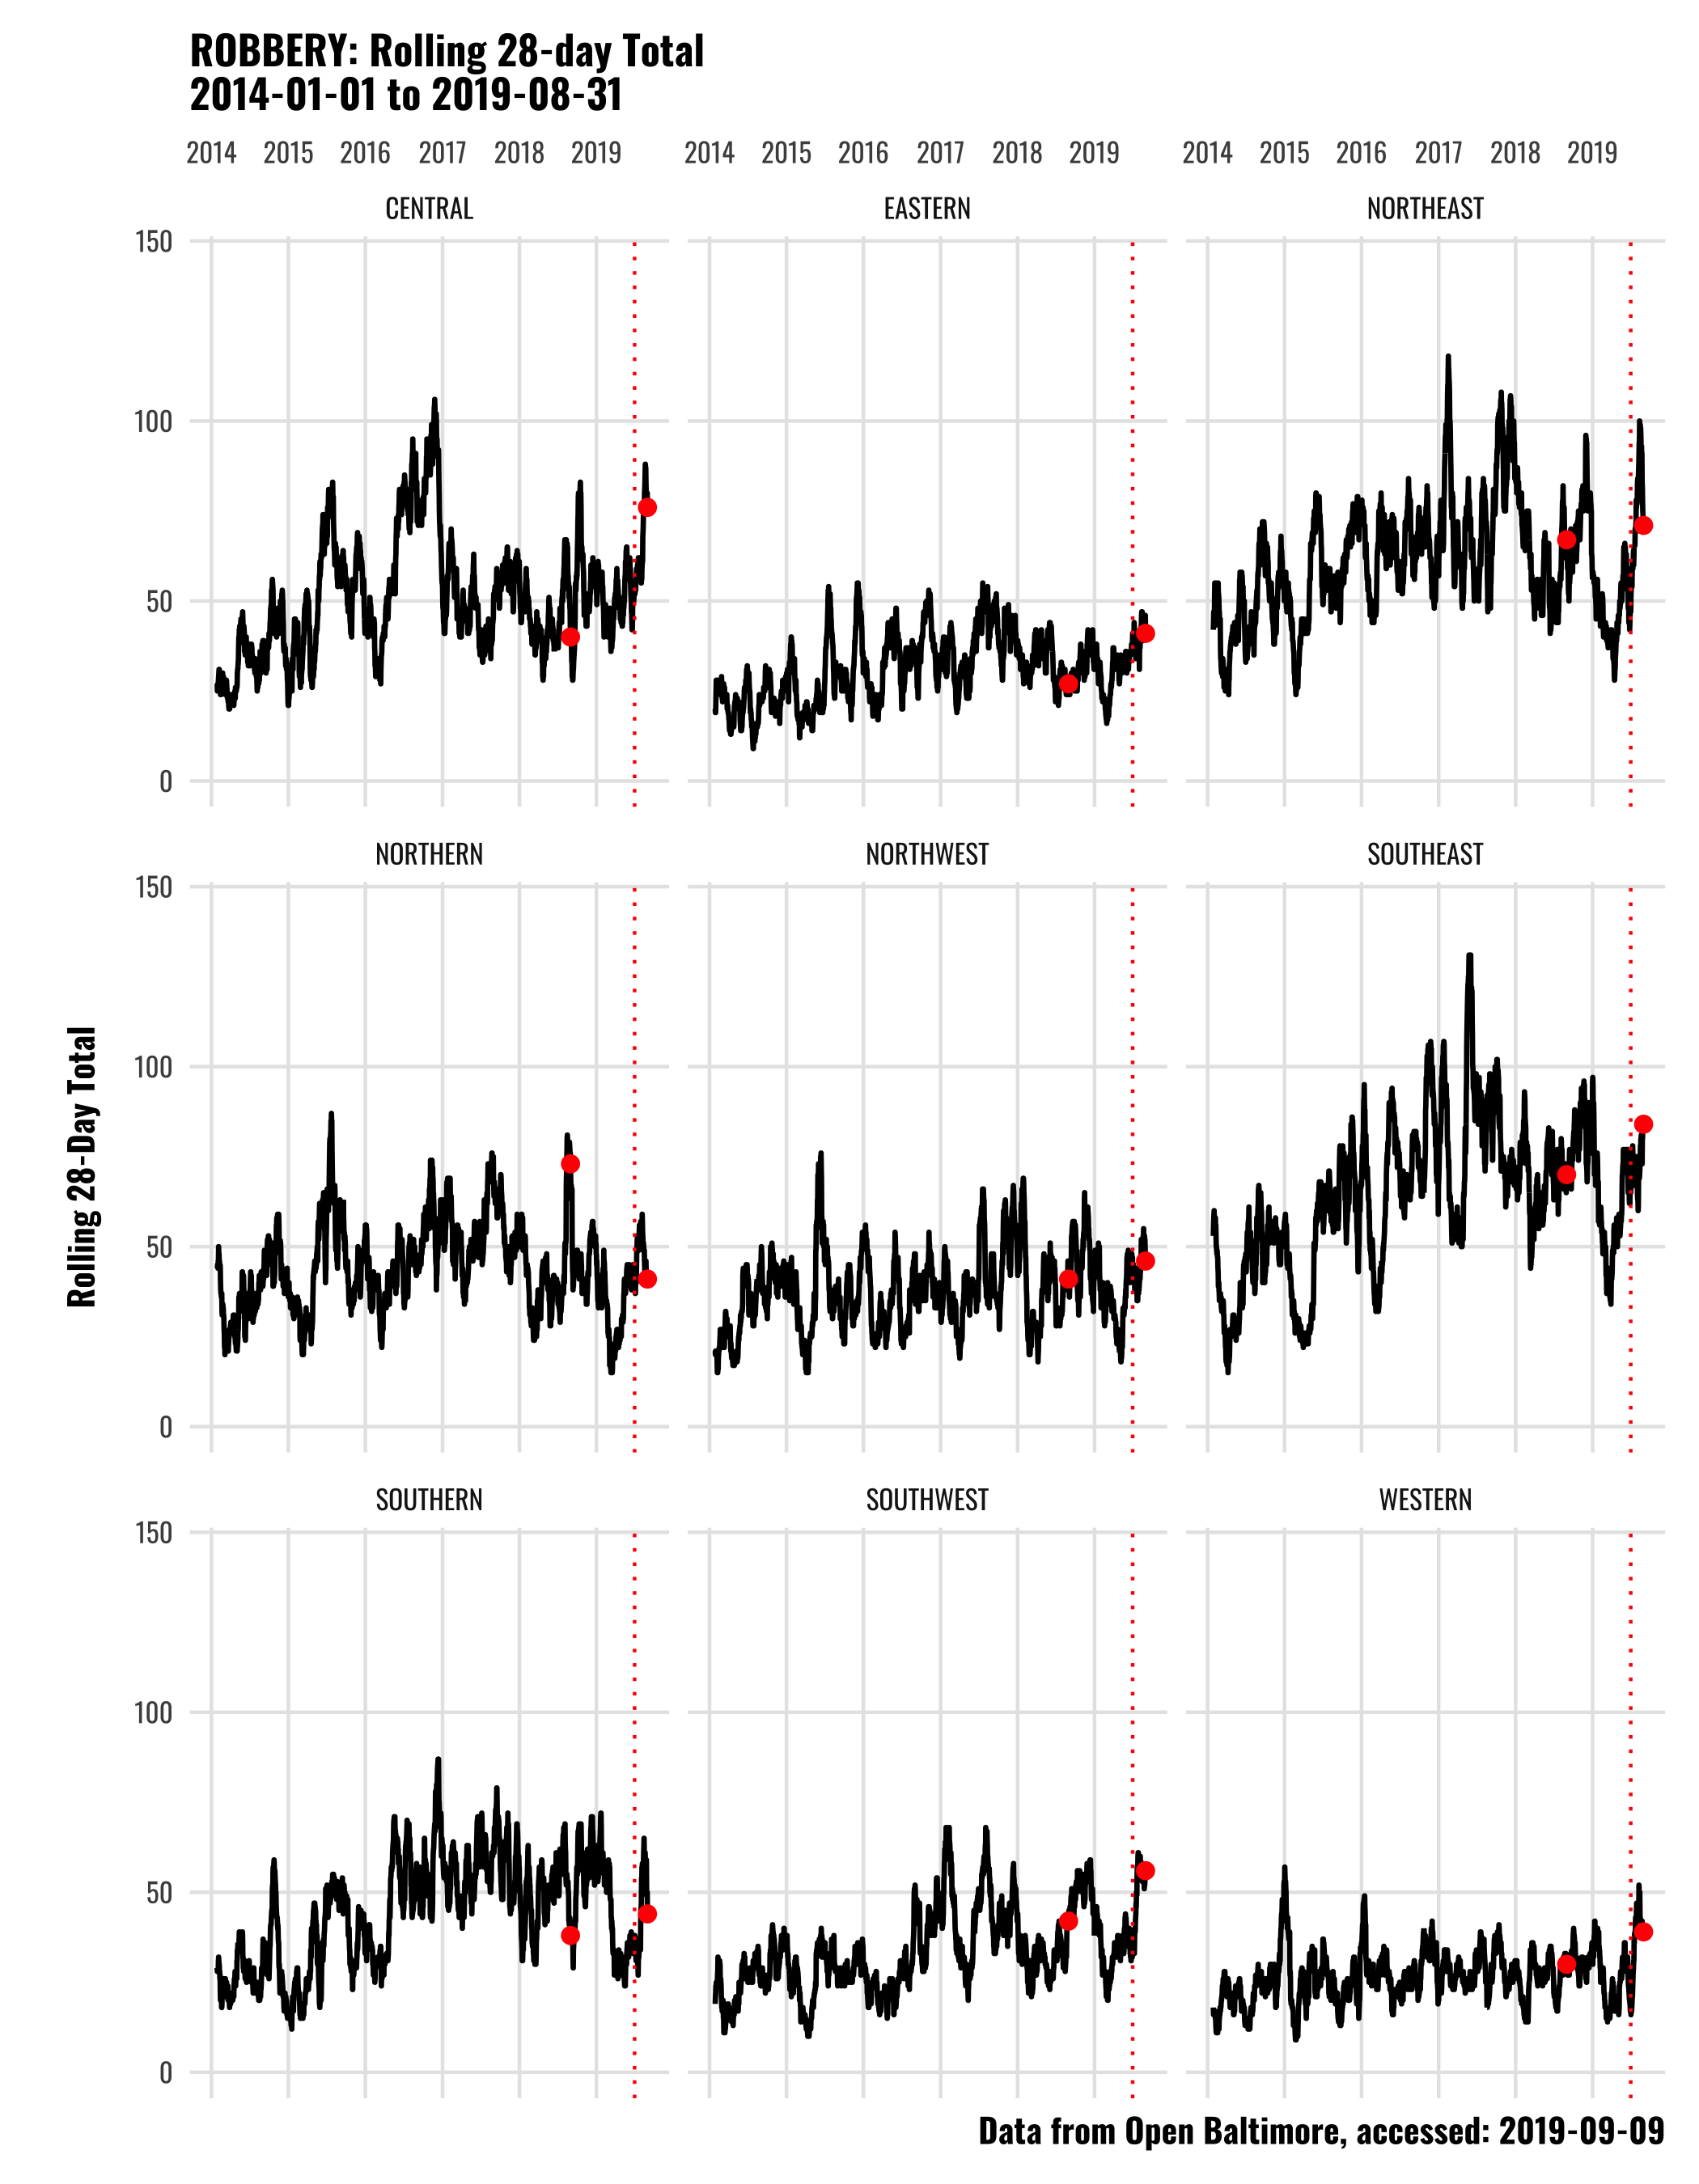 ROBBERY: Rolling 28-day Total
2014-01-01 to 2019-08-31
2014 2015 2016 2017 2018 2019 2014 2015 2016 2017 2018 2019 2014 2015 2016 2017 2018 2019
CENTRAL EASTERN NORTHEAST
150
100
50
0
NORTHERN NORTHWEST SOUTHEAST
150
100
50
0
Rolling 28-Day Total
SOUTHERN SOUTHWEST WESTERN
150
100
50
0
Data from Open Baltimore, accessed: 2019-09-09